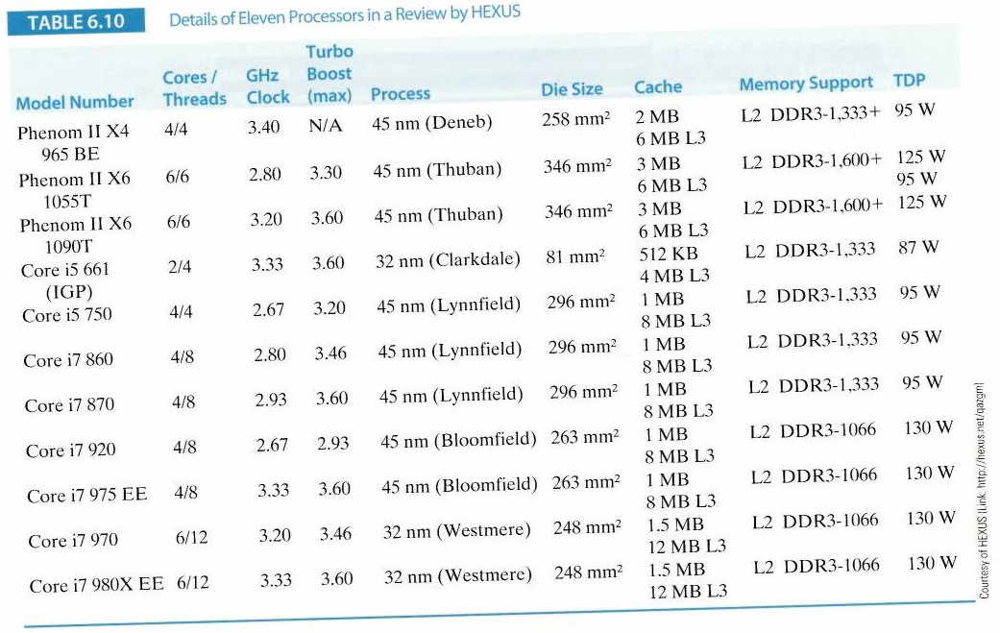 TABLE 6.10 Details of Eleven Processors in a Review by HEXUS
Turbo
Cores / GHz Boost
Model Number Threads Clock (max) Process Die Size Cache Memory Support TDP
Phenom II X4 4/4 3.40 N/A 45 nm (Deneb) 258 mm² 2 MB L2 DDR3-1,333+ 95 W
965 BE 6 MB L3
Phenom II X6 6/6 2.80 3.30 45 nm (Thuban) 346 mm² 3 MB L2 DDR3-1,600+ 125 W
1055T 6 MB L3 95 W
Phenom II X6 6/6 3.20 3.60 45 nm (Thuban) 346 mm² 3 MB L2 DDR3-1,600+ 125 W
1090T 6 MB L3
Core i5 661 2/4 3.33 3.60 32 nm (Clarkdale) 81 mm² 512 KB L2 DDR3-1,333 87 W
(IGP) 4 MB L3
Core i5 750 4/4 2.67 3.20 45 nm (Lynnfield) 296 mm² 1 MB L2 DDR3-1,333 95 W
8 MB L3
Core i7 860 4/8 2.80 3.46 45 nm (Lynnfield) 296 mm² 1 MB L2 DDR3-1,333 95 W
8 MB L3
Core i7 870 4/8 2.93 3.60 45 nm (Lynnfield) 296 mm² 1 MB L2 DDR3-1,333 95 W
8 MB L3
Core i7 920 4/8 2.67 2.93 45 nm (Bloomfield) 263 mm² 1 MB L2 DDR3-1066 130 W
8 MB L3
Core i7 975 EE 4/8 3.33 3.60 45 nm (Bloomfield) 263 mm² 1 MB L2 DDR3-1066 130 W
8 MB L3
Core i7 970 6/12 3.20 3.46 32 nm (Westmere) 248 mm² 1.5 MB L2 DDR3-1066 130 W
12 MB L3
Core i7 980X EE 6/12 3.33 3.60 32 nm (Westmere) 248 mm² 1.5 MB L2 DDR3-1066 130 W
12 MB L3
Courtesy of HEXUS (Link: http://hexus.net/qazgm)